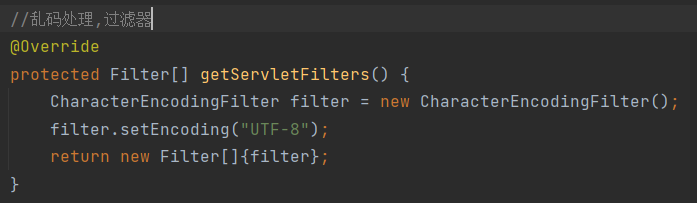 //乱码处理,过滤器
@Override
protected Filter[] getServletFilters() {
    CharacterEncodingFilter filter = new CharacterEncodingFilter();
    filter.setEncoding("UTF-8");
    return new Filter[]{filter};
}